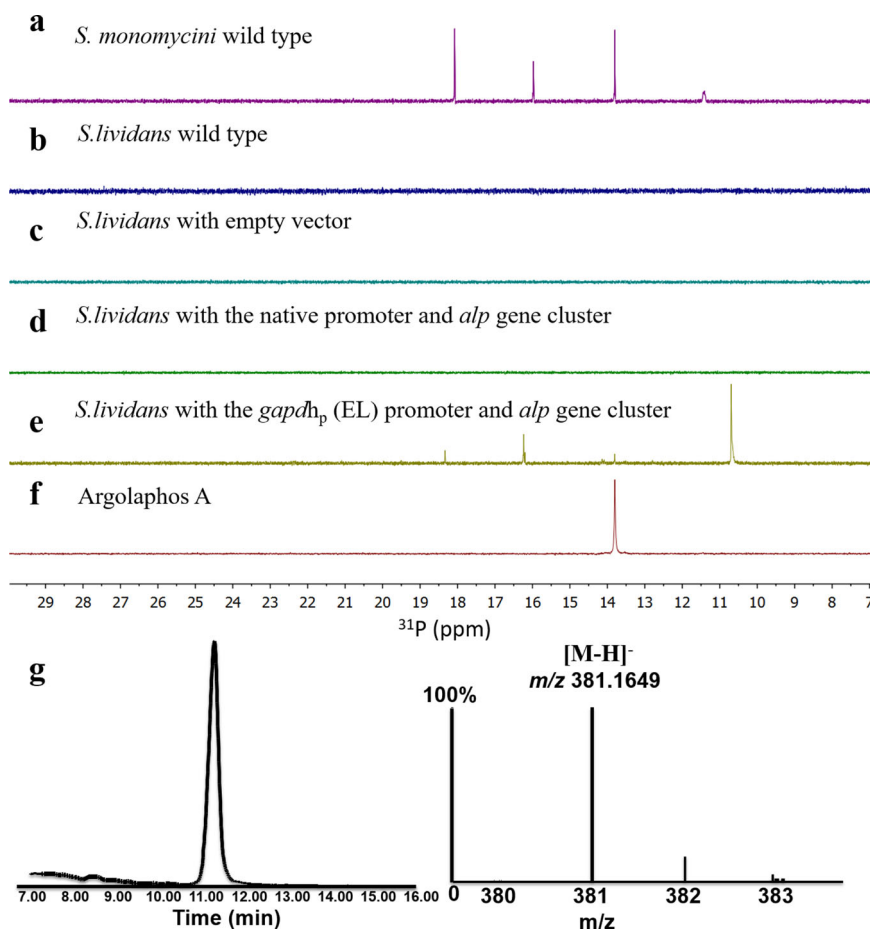 a S. monomycini wild type
b S.lividans wild type
c S.lividans with empty vector
d S.lividans with the native promoter and alp gene cluster
e S.lividans with the gapdhp (EL) promoter and alp gene cluster
f Argolaphos A
29 28 27 26 25 24 23 22 21 20 19 18 17 16 15 14 13 12 11 10 9 8 7
31P (ppm)
g
[M-H]-
m/z 381.1649
100%
7.00 8.00 9.00 10.00 11.00 12.00 13.00 14.00 15.00 16.00
Time (min)
0 380 381 382 383
m/z